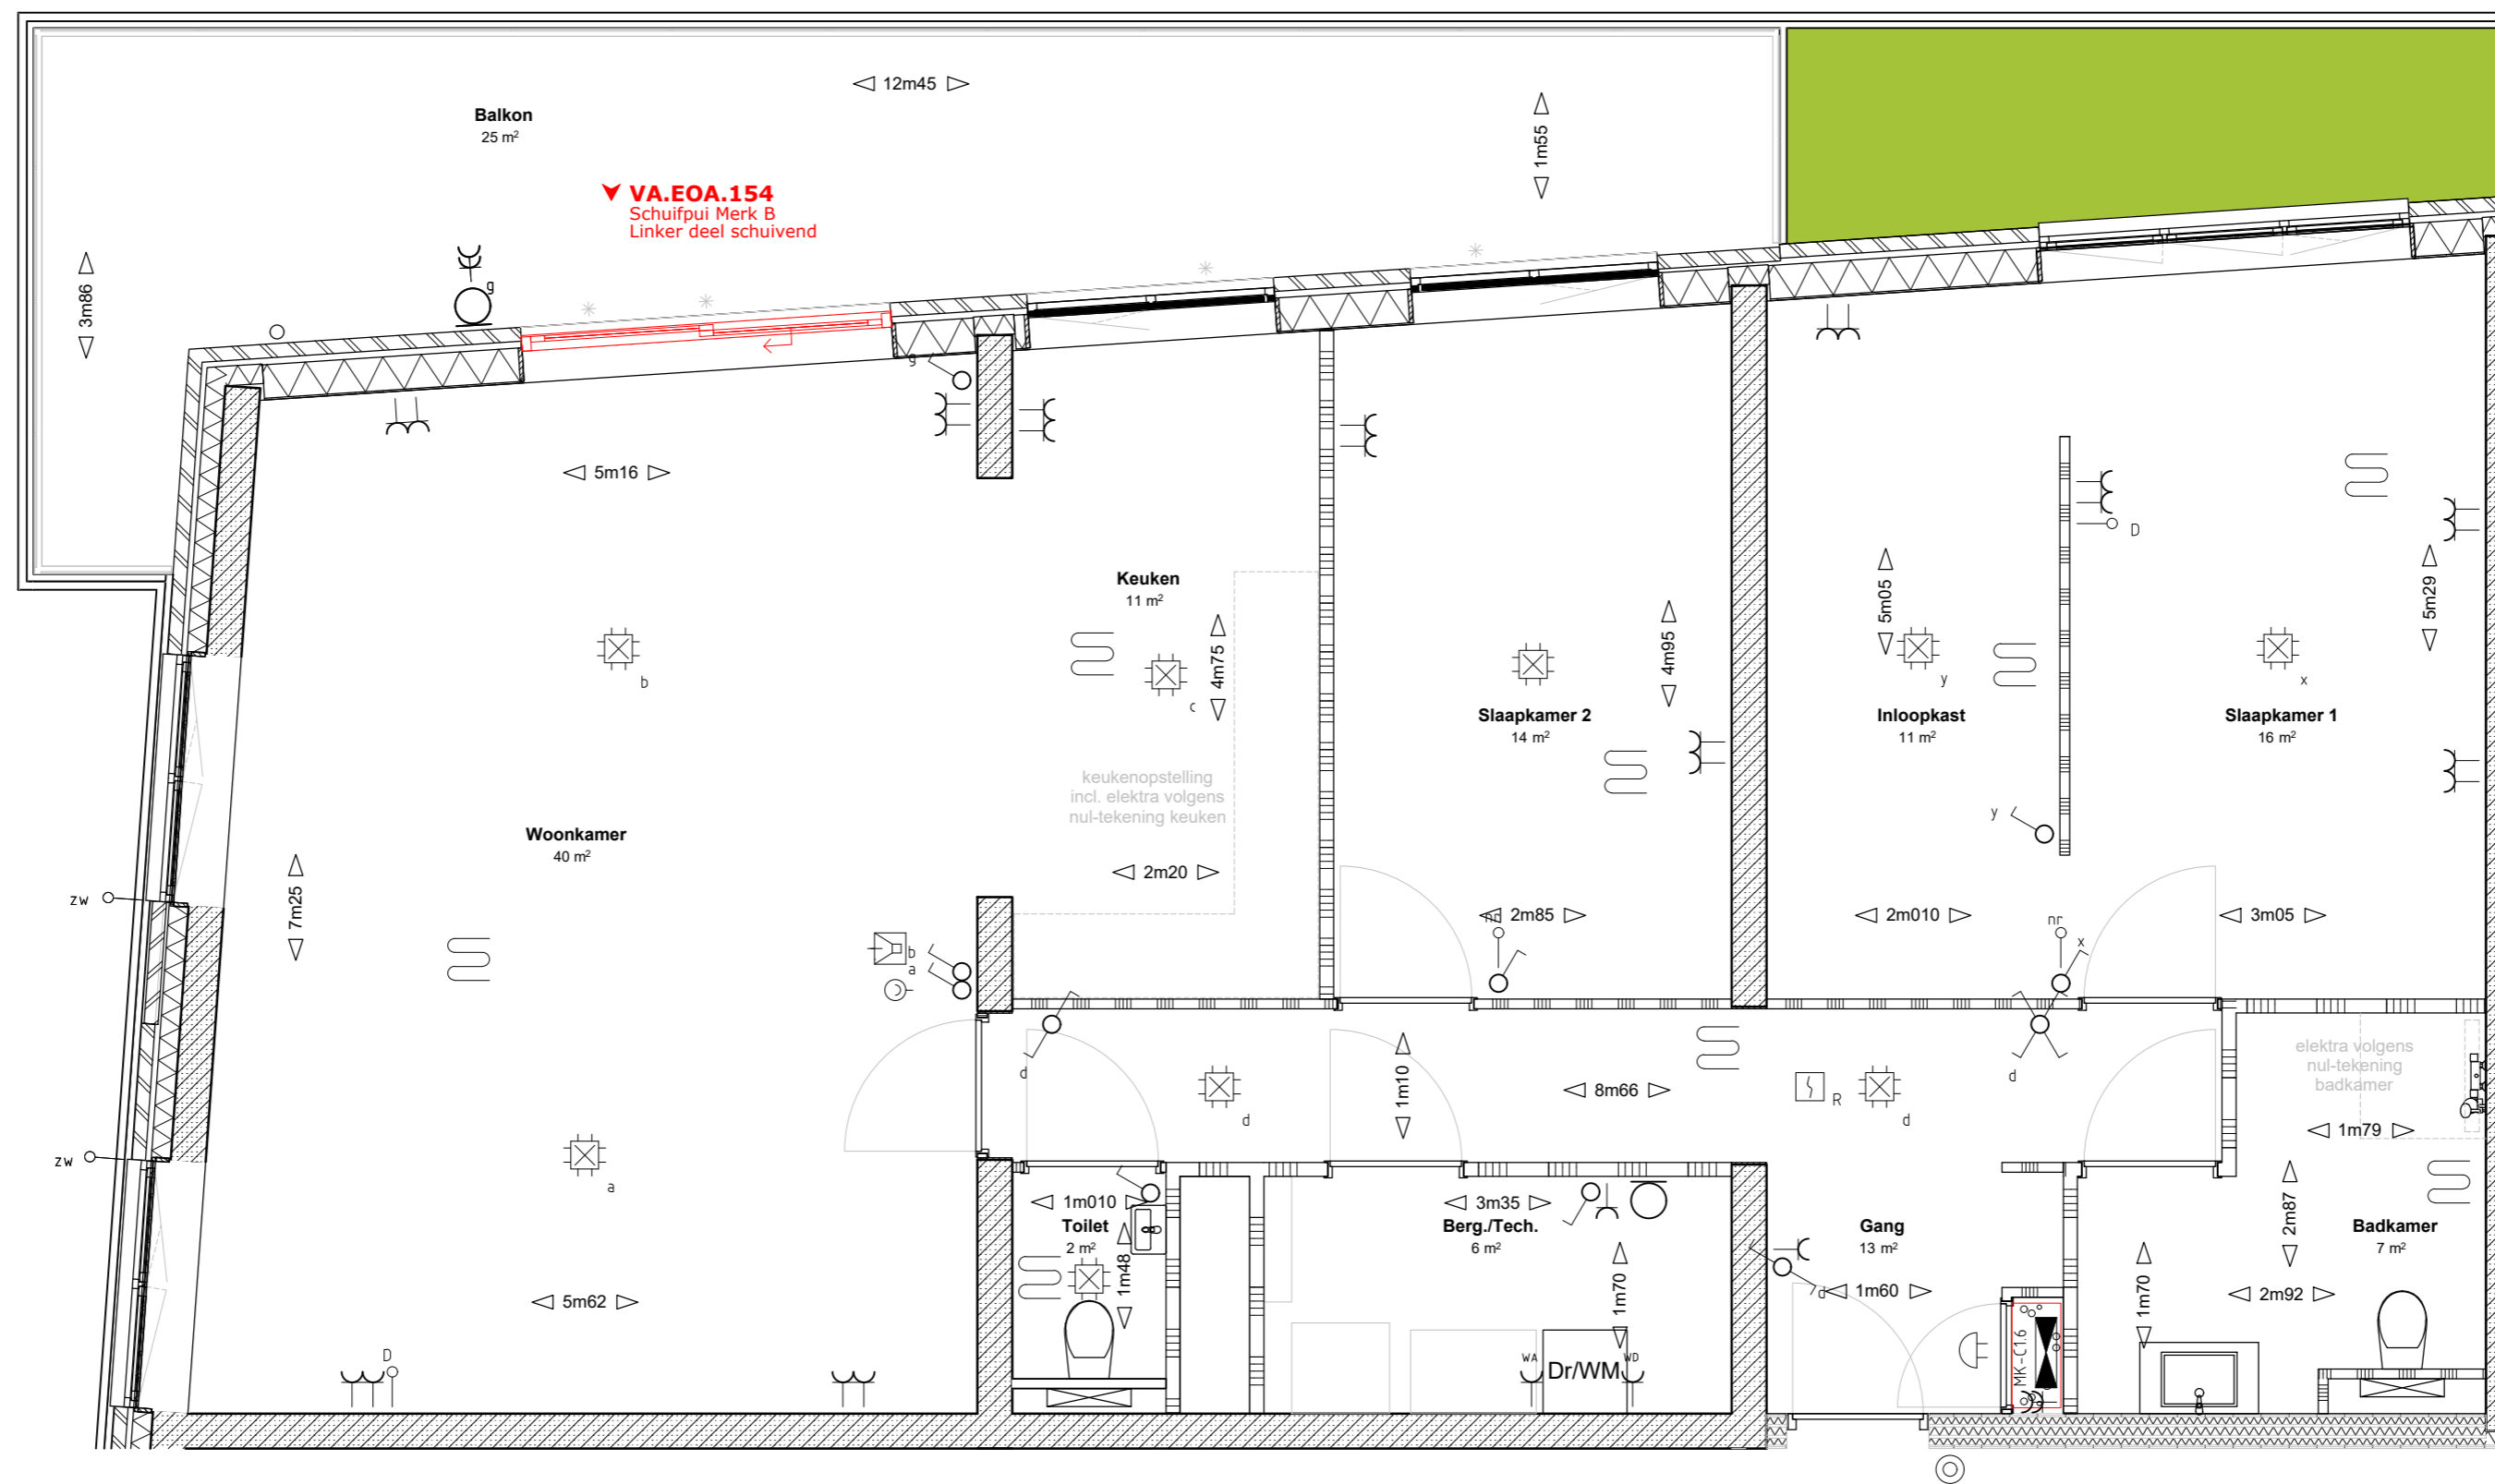 12m45
Balkon
25 m²
1m55
VA.EOA.154
Schuifpui Merk B
Linker deel schuivend
3m86
g
g
5m16
D
Keuken
11 m²
5m05
5m29
4m75
4m95
b
c
y
x
Slaapkamer 2
14 m²
Inloopkast
11 m²
Slaapkamer 1
16 m²
keukenopstelling
incl. elektra volgens
nul-tekening keuken
y
Woonkamer
40 m²
2m20
7m25
zw
nr
2m85
2m010
nr
3m05
x
b
a
elektra volgens
nul-tekening
badkamer
d
1m10
8m66
R
d
d
d
1m79
zw
a
1m010
3m35
2m87
Toilet
2 m²
Berg./Tech.
6 m²
Gang
13 m²
Badkamer
7 m²
1m48
1m70
d
1m60
1m70
2m92
5m62
MK-C1.6
D
WA
Dr/WM
WD